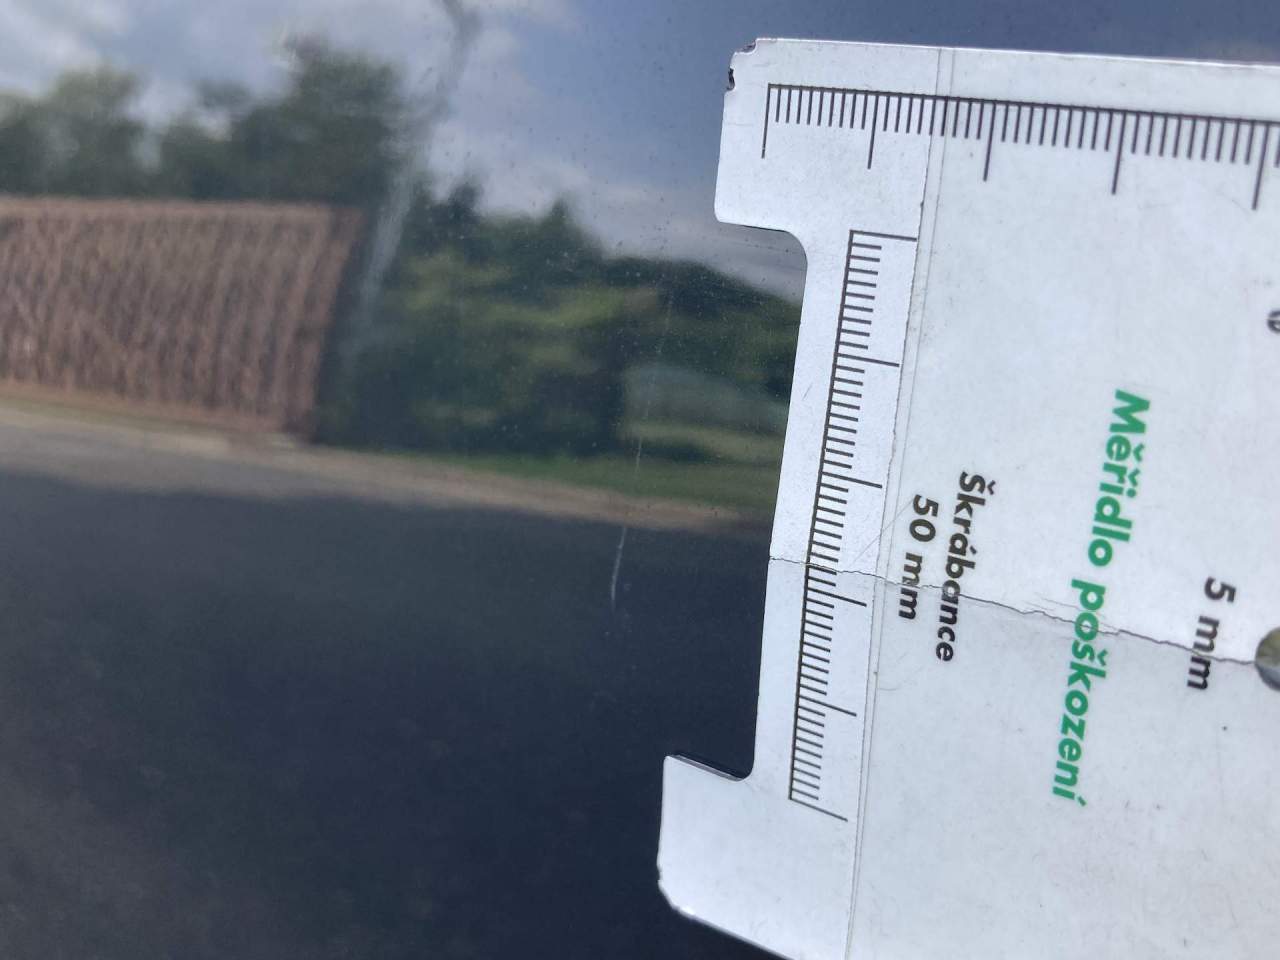 Měřidlo poškození
Škrábance
50 mm
5 mm